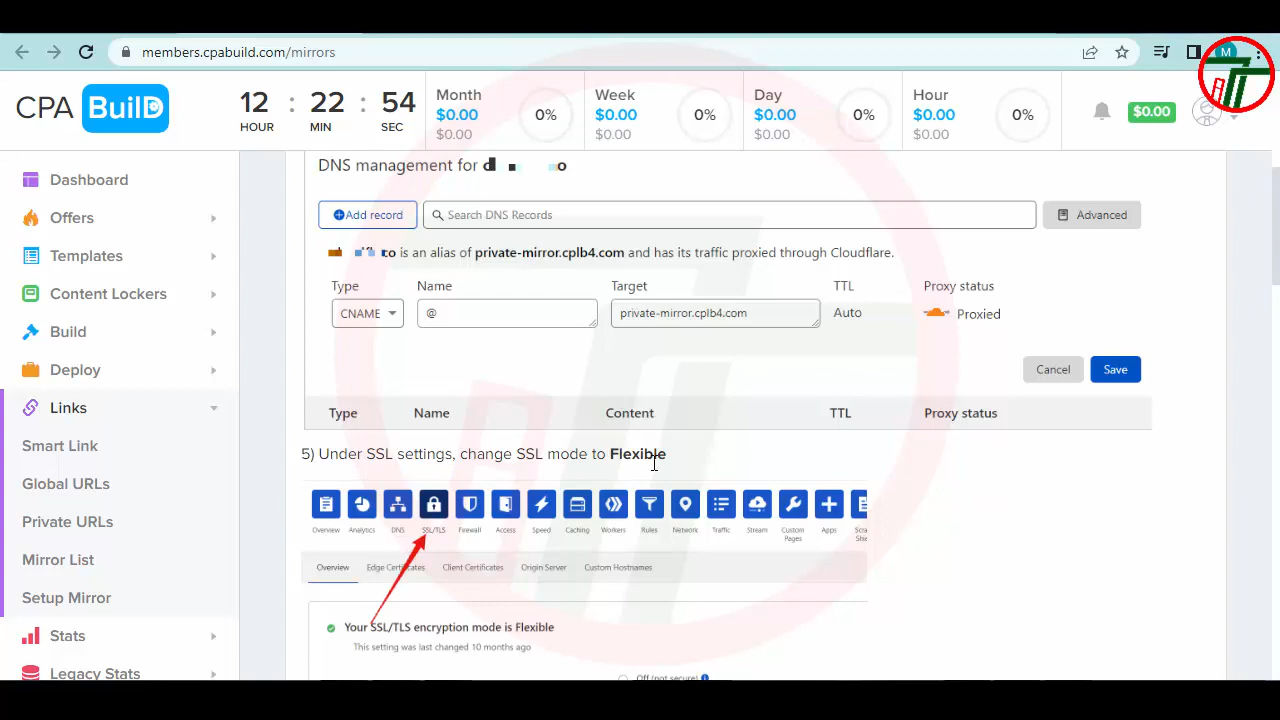 members.cpabuild.com/mirrors
M
CPA BuilD
12 : 22 : 54
HOUR MIN SEC
Month
$0.00
$0.00
0%
Week
$0.00
$0.00
0%
Day
$0.00
$0.00
0%
Hour
$0.00
$0.00
0%
$0.00
Dashboard
Offers
Templates
Content Lockers
Build
Deploy
Links
Smart Link
Global URLs
Private URLs
Mirror List
Setup Mirror
Stats
Legacy Stats
DNS management for
Add record
Search DNS Records
Advanced
is an alias of private-mirror.cplb4.com and has its traffic proxied through Cloudflare.
Type Name Target TTL Proxy status
CNAME @ private-mirror.cplb4.com Auto Proxied
Cancel Save
Type Name Content TTL Proxy status
5) Under SSL settings, change SSL mode to Flexible
Overview Analytics DNS SSL/TLS Firewall Access Speed Caching Workers Rules Network Traffic Stream Custom Pages Apps
Overview Edge Certificates Client Certificates Origin Server Custom Hostnames
Your SSL/TLS encryption mode is Flexible
This setting was last changed 10 months ago
Off (not secure)